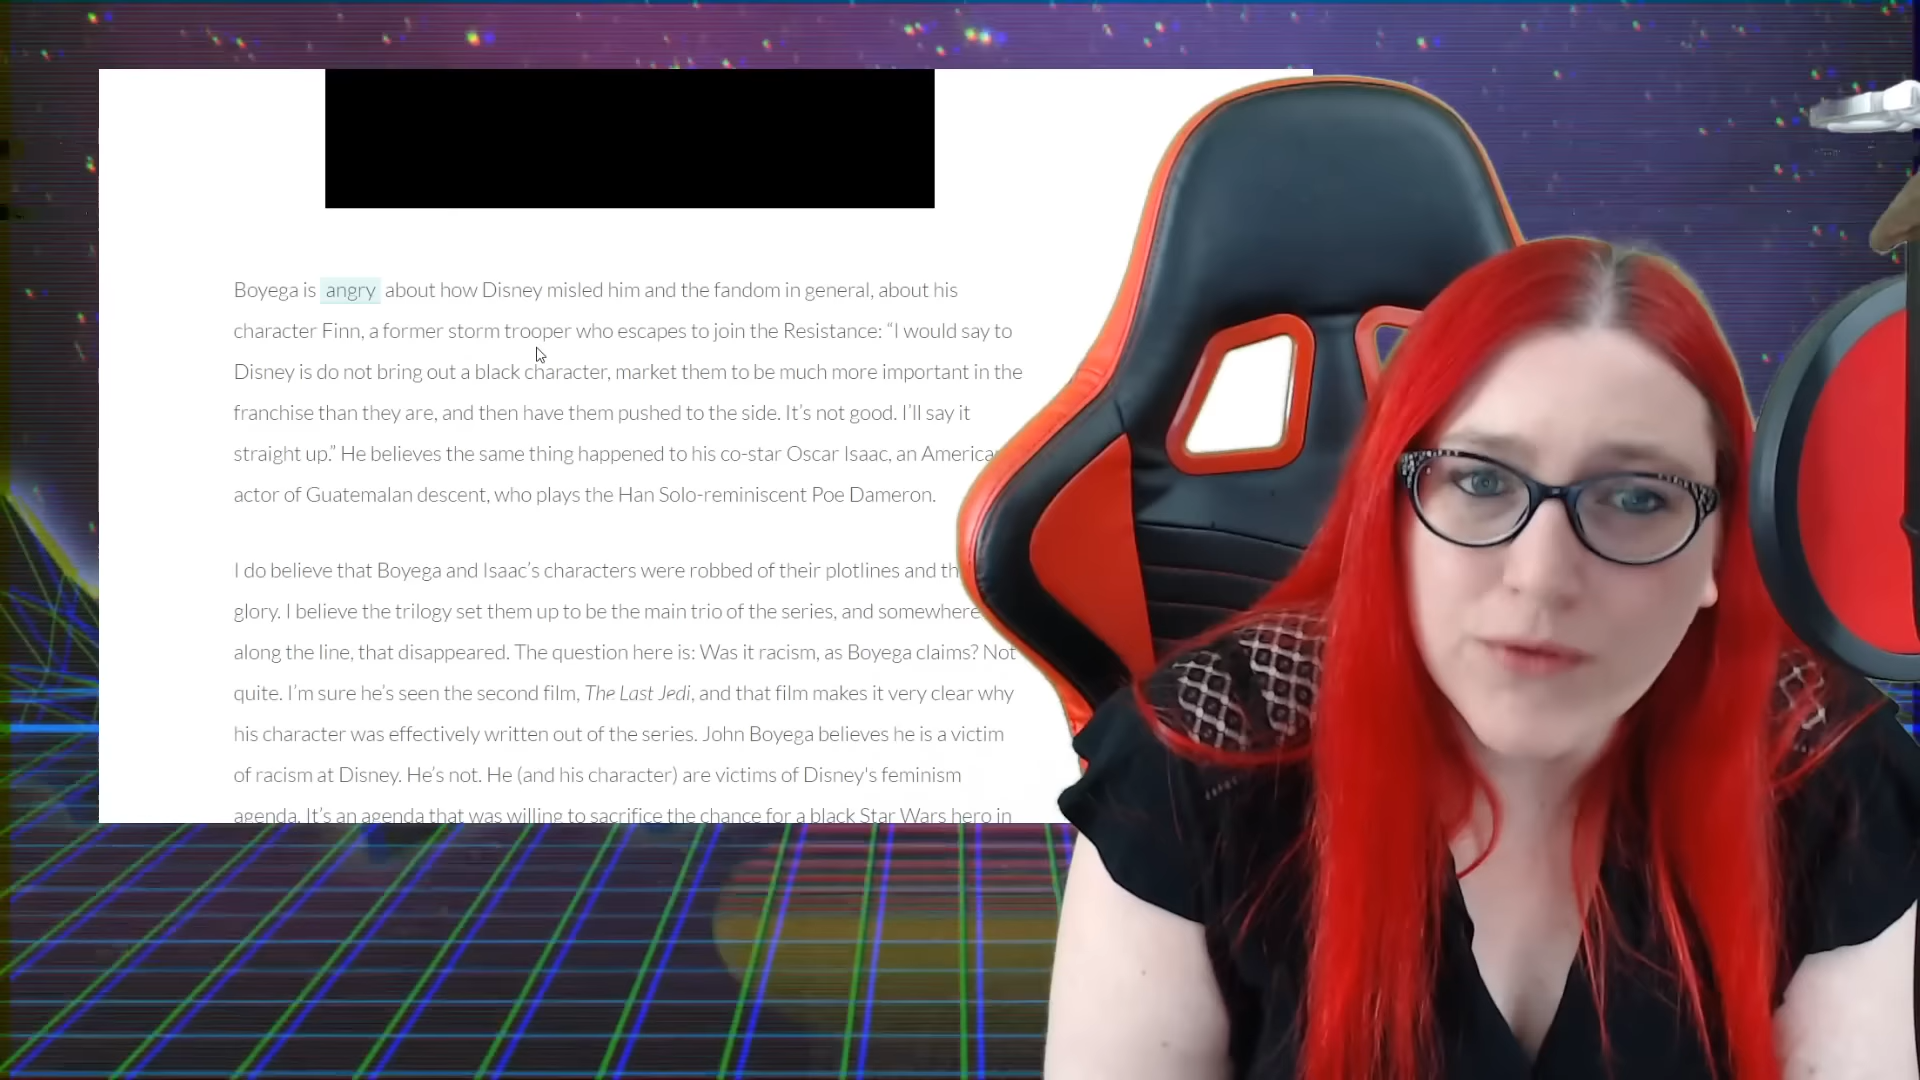 Boyega is angry about how Disney misled him and the fandom in general, about his
character Finn, a former storm trooper who escapes to join the Resistance: “I would say to
Disney is do not bring out a black character, market them to be much more important in the
franchise than they are, and then have them pushed to the side. It’s not good. I’ll say it
straight up.” He believes the same thing happened to his co-star Oscar Isaac, an America
actor of Guatemalan descent, who plays the Han Solo-reminiscent Poe Dameron.
I do believe that Boyega and Isaac’s characters were robbed of their plotlines and th
glory. I believe the trilogy set them up to be the main trio of the series, and somewhere
along the line, that disappeared. The question here is: Was it racism, as Boyega claims? Not
quite. I’m sure he’s seen the second film, The Last Jedi, and that film makes it very clear why
his character was effectively written out of the series. John Boyega believes he is a victim
of racism at Disney. He’s not. He (and his character) are victims of Disney's feminism
agenda. It’s an agenda that was willing to sacrifice the chance for a black Star Wars hero in